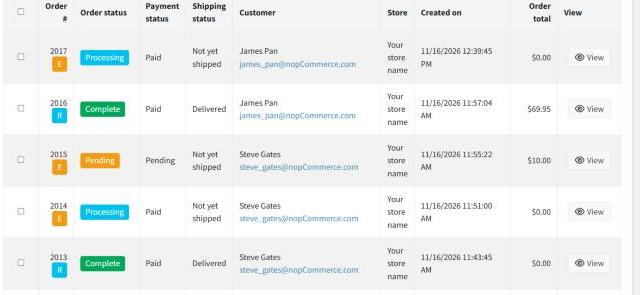 Order # Order status Payment status Shipping status Customer Store Created on Order total View
2017 E Processing Paid Not yet shipped James Pan james_pan@nopCommerce.com Your store name 11/16/2026 12:39:45 PM $0.00 View
2016 R Complete Paid Delivered James Pan james_pan@nopCommerce.com Your store name 11/16/2026 11:57:04 AM $69.95 View
2015 E Pending Pending Not yet shipped Steve Gates steve_gates@nopCommerce.com Your store name 11/16/2026 11:55:22 AM $10.00 View
2014 E Processing Paid Not yet shipped Steve Gates steve_gates@nopCommerce.com Your store name 11/16/2026 11:51:00 AM $0.00 View
2013 R Complete Paid Delivered Steve Gates steve_gates@nopCommerce.com Your store name 11/16/2026 11:43:45 AM $0.00 View